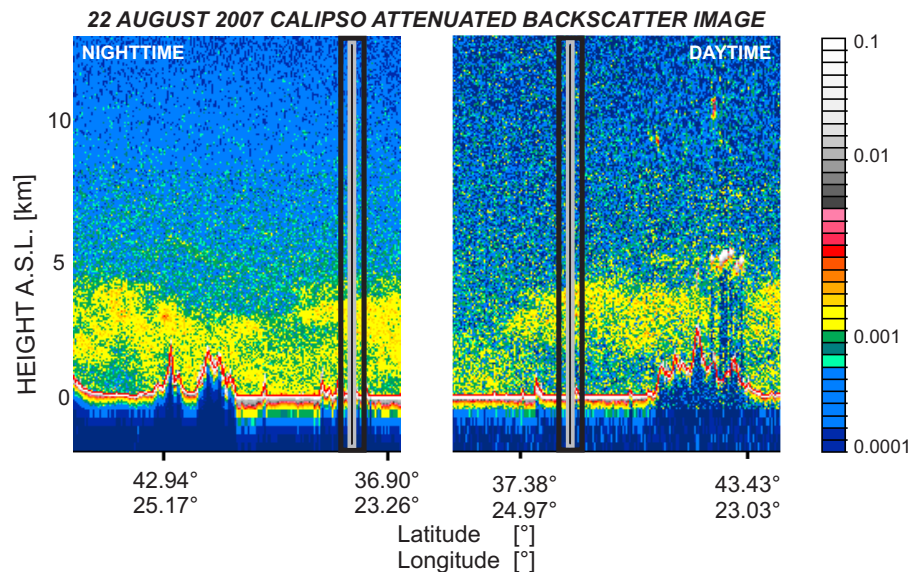 22 AUGUST 2007 CALIPSO ATTENUATED BACKSCATTER IMAGE
NIGHTTIME
DAYTIME
HEIGHT A.S.L. [km]
10
5
0
0.1
0.01
0.001
0.0001
42.94° 36.90° 37.38° 43.43°
25.17° 23.26° 24.97° 23.03°
Latitude [°]
Longitude [°]